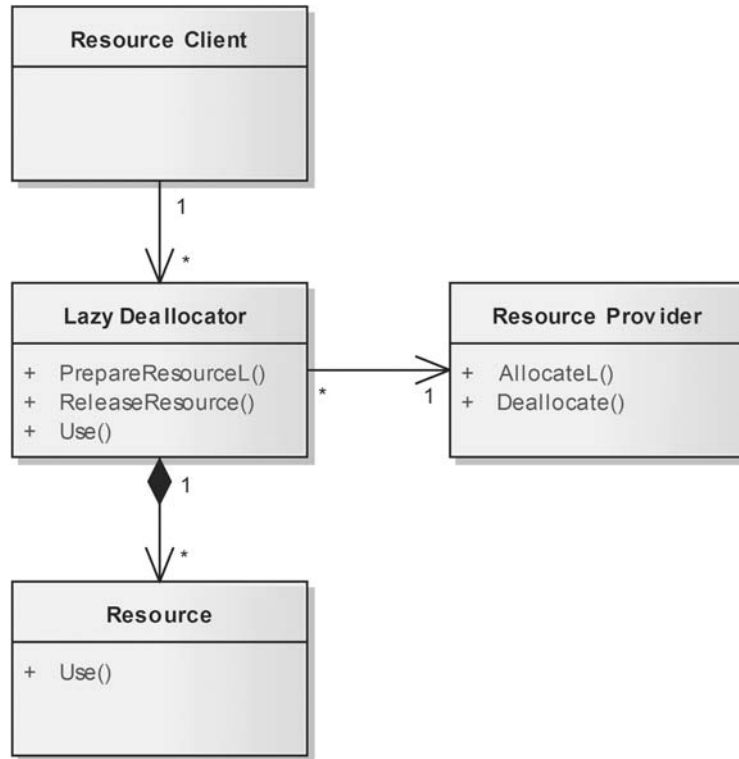 Resource Client
1
*
Lazy Deallocator
+ PrepareResourceL()
+ ReleaseResource()
+ Use()
*
1
Resource Provider
+ AllocateL()
+ Deallocate()
1
*
Resource
+ Use()